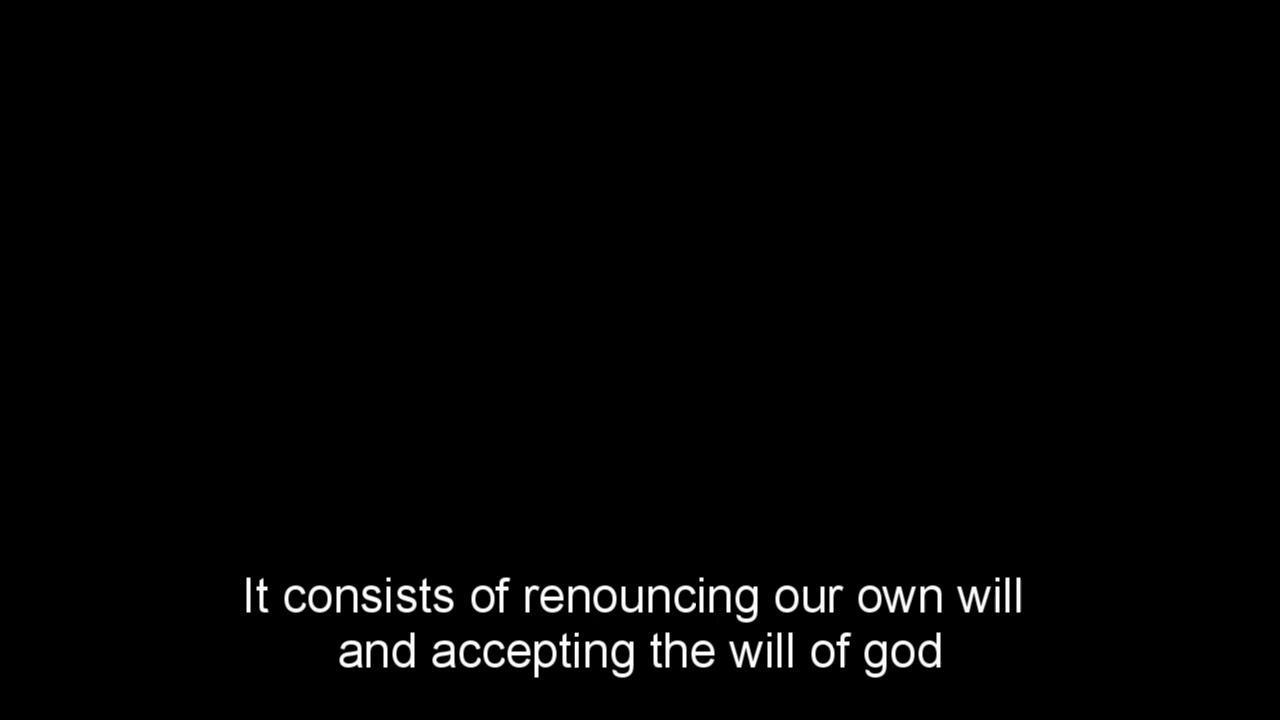 It consists of renouncing our own will
and accepting the will of god